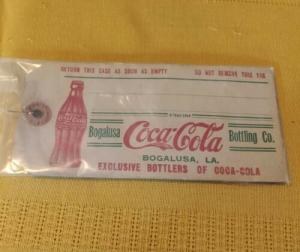 RETURN THIS CASE AS SOON AS EMPTY DO NOT REMOVE THIS TAG
Bogalusa Coca-Cola Bottling Co.
BOGALUSA, LA.
EXCLUSIVE BOTTLERS OF COCA-COLA